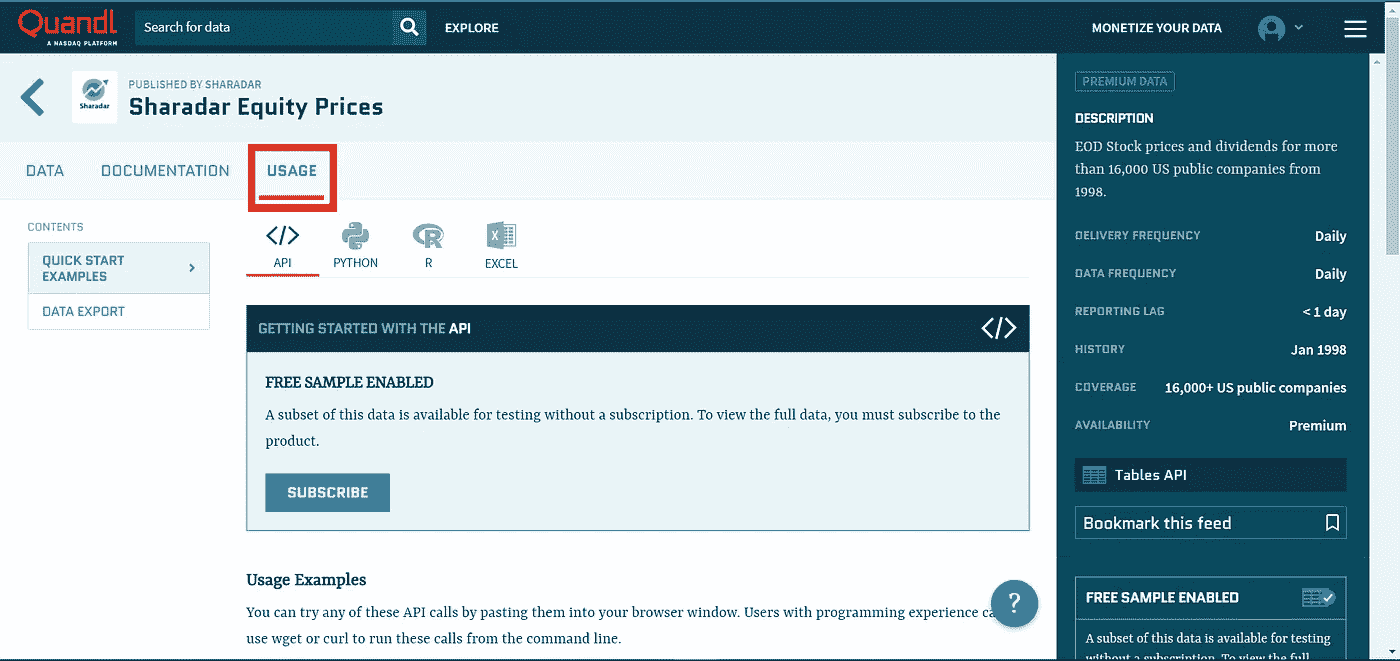 Quandl
A NASDAQ PLATFORM
Search for data
EXPLORE
MONETIZE YOUR DATA
Sharadar
PUBLISHED BY SHARADAR
Sharadar Equity Prices
DATA
DOCUMENTATION
USAGE
CONTENTS
QUICK START
EXAMPLES
DATA EXPORT
</>
API
PYTHON
R
R
X
EXCEL
GETTING STARTED WITH THE API
</>
FREE SAMPLE ENABLED
A subset of this data is available for testing without a subscription. To view the full data, you must subscribe to the
product.
SUBSCRIBE
Usage Examples
You can try any of these API calls by pasting them into your browser window. Users with programming experience
use wget or curl to run these calls from the command line.
?
PREMIUM DATA
DESCRIPTION
EOD Stock prices and dividends for more
than 16,000 US public companies from
1998.
DELIVERY FREQUENCY Daily
DATA FREQUENCY Daily
REPORTING LAG < 1 day
HISTORY Jan 1998
COVERAGE 16,000+ US public companies
AVAILABILITY Premium
Tables API
Bookmark this feed
FREE SAMPLE ENABLED
A subset of this data is available for testing
without a subscription. To view the full